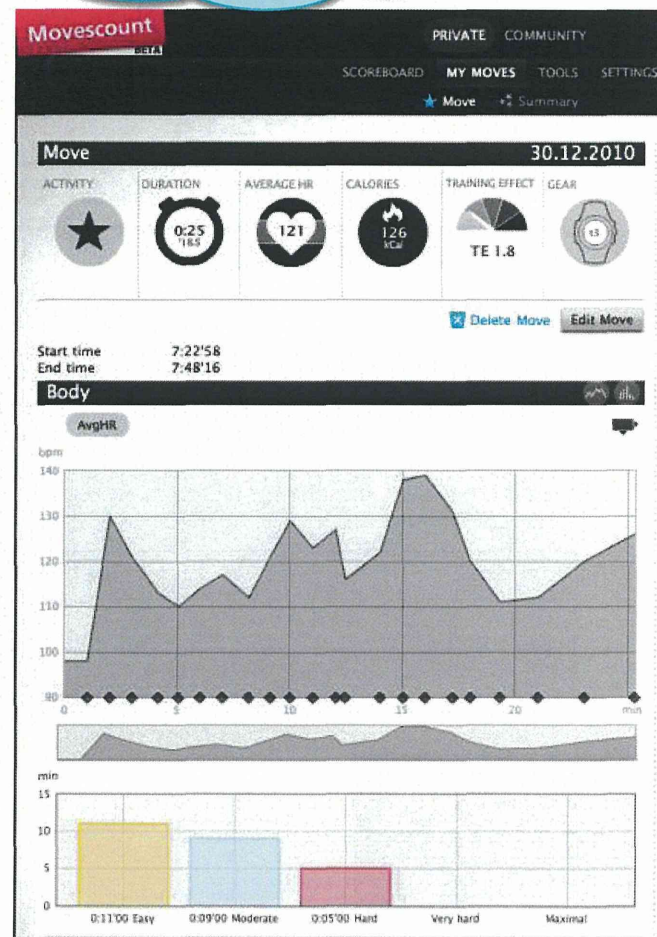 Movescount
BETA
PRIVATE COMMUNITY
SCOREBOARD MY MOVES TOOLS SETTINGS
Move Summary
Move 30.12.2010
ACTIVITY DURATION AVERAGE HR CALORIES TRAINING EFFECT GEAR
0:25 121 126 t3
'18.5 kCal
TE 1.8
Delete Move Edit Move
Start time 7:22'58
End time 7:48'16
Body
AvgHR
bpm
140
130
120
110
100
90
0 5 10 15 20 min
min
15
10
5
0
0:11'00 Easy 0:09'00 Moderate 0:05'00 Hard Very hard Maximal